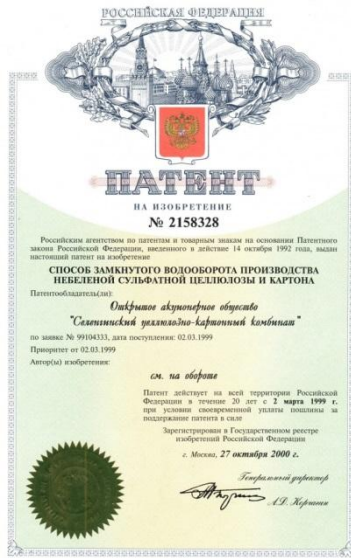 РОССИЙСКАЯ ФЕДЕРАЦИЯ
ПАТЕНТ
НА ИЗОБРЕТЕНИЕ
№ 2158328
Российским агентством по патентам и товарным знакам на основании Патентного
закона Российской Федерации, введенного в действие 14 октября 1992 года, выдан
настоящий патент на изобретение
СПОСОБ ЗАМКНУТОГО ВОДООБОРОТА ПРОИЗВОДСТВА
НЕБЕЛЕНОЙ СУЛЬФАТНОЙ ЦЕЛЛЮЛОЗЫ И КАРТОНА
Патентообладатель(ли):
Открытое акционерное общество
"Селенгинский целлюлозно-картонный комбинат"
по заявке № 99104333, дата поступления: 02.03.1999
Приоритет от 02.03.1999
Автор(ы) изобретения:
см. на обороте
Патент действует на всей территории Российской
Федерации в течение 20 лет с 2 марта 1999 г.
при условии своевременной уплаты пошлины за
поддержание патента в силе
Зарегистрирован в Государственном реестре
изобретений Российской Федерации
г. Москва, 27 октября 2000 г.
Генеральный директор
А.Д. Корчагин